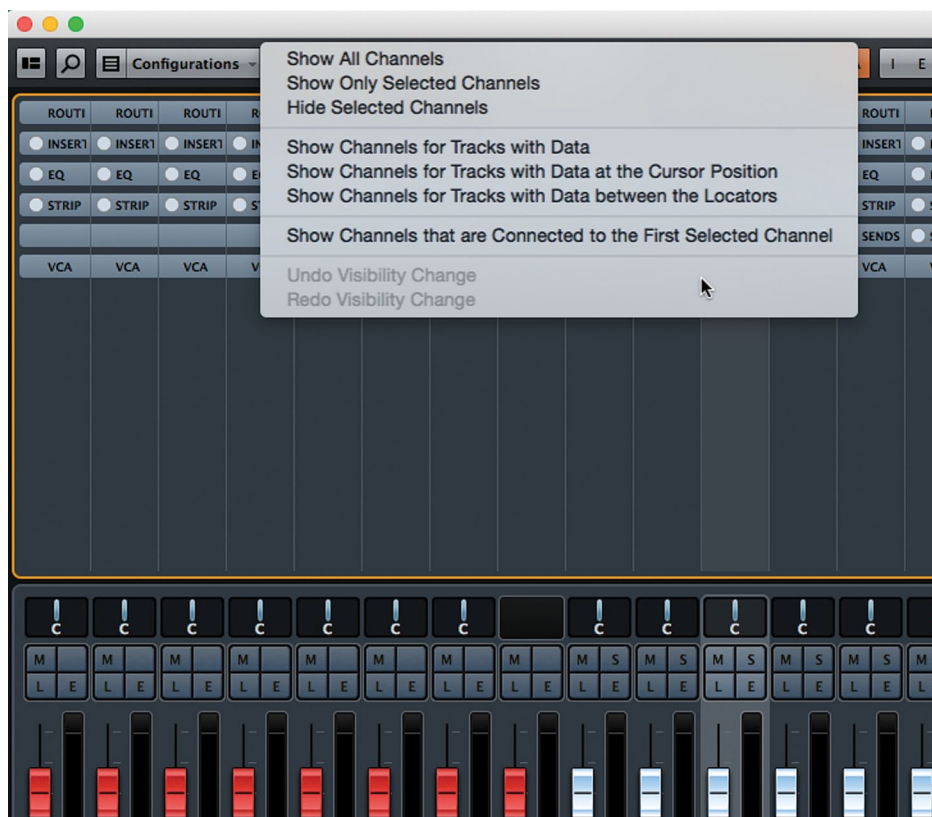 Configurations
I E
Show All Channels
Show Only Selected Channels
Hide Selected Channels
Show Channels for Tracks with Data
Show Channels for Tracks with Data at the Cursor Position
Show Channels for Tracks with Data between the Locators
Show Channels that are Connected to the First Selected Channel
Undo Visibility Change
Redo Visibility Change
ROUTI ROUTI ROUTI R ROUTI
INSERT INSERT INSERT IN INSERT
EQ EQ EQ E EQ
STRIP STRIP STRIP S STRIP S
SENDS
VCA VCA VCA V VCA
C C C C C C C C C C C C
M M M M M M M M M S M S M S M S M S M
L E L E L E L E L E L E L E L E L E L E L E L E L E L